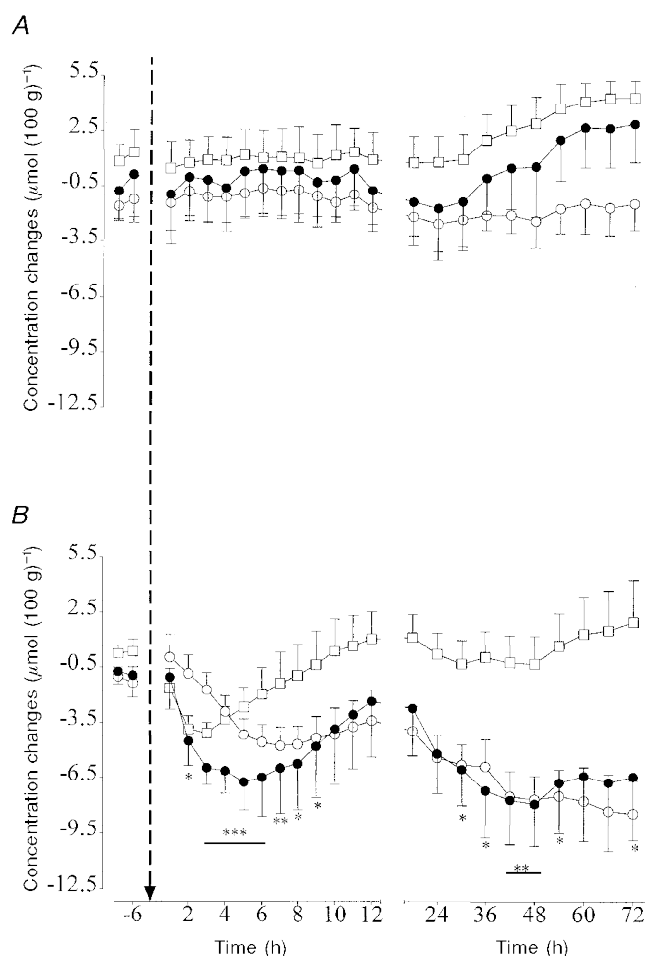 A
Concentration changes (μmol (100 g)⁻¹)
5.5
2.5
-0.5
-3.5
-6.5
-9.5
-12.5
B
Concentration changes (μmol (100 g)⁻¹)
5.5
2.5
-0.5
-3.5
-6.5
-9.5
-12.5
* *** ** * * * * ** * *
-6 2 4 6 8 10 12 24 36 48 60 72
Time (h) Time (h)